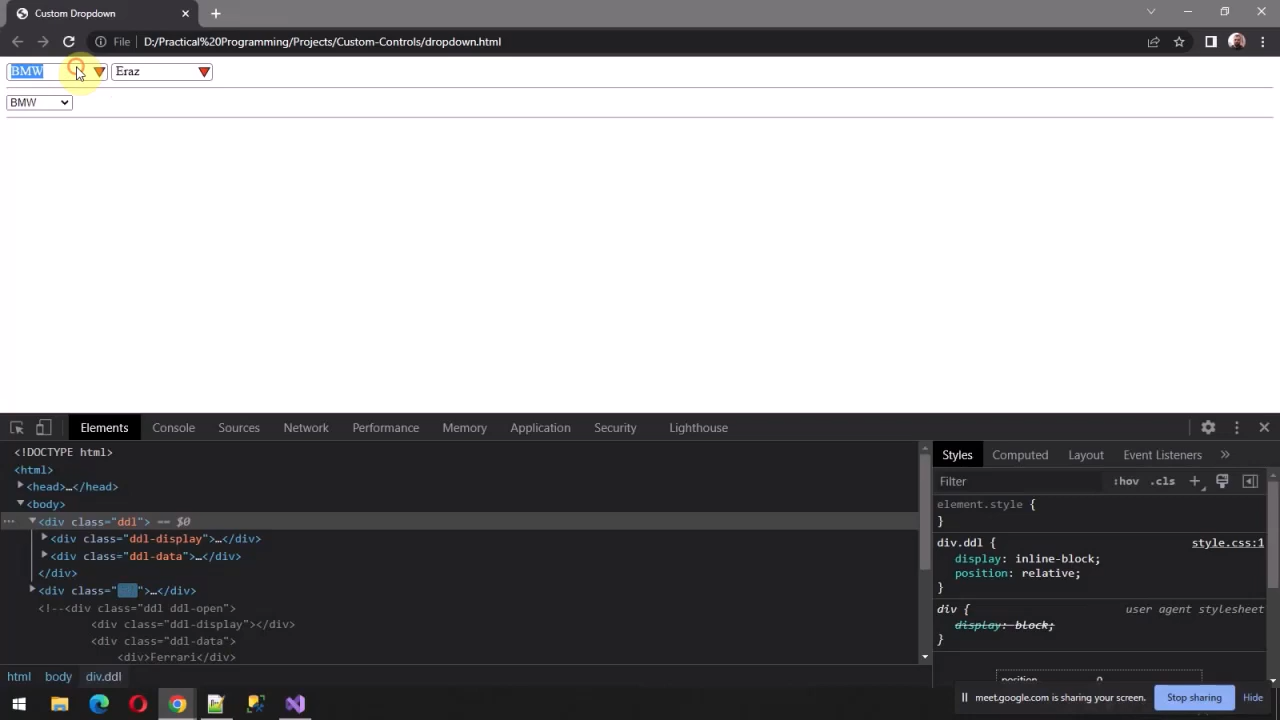 Custom Dropdown
File D:/Practical%20Programming/Projects/Custom-Controls/dropdown.html
BMW Eraz
BMW
Elements Console Sources Network Performance Memory Application Security Lighthouse
<!DOCTYPE html>
<html>
<head>…</head>
<body>
<div class="ddl"> == $0
<div class="ddl-display">…</div>
<div class="ddl-data">…</div>
</div>
<div class="">…</div>
<!--<div class="ddl ddl-open">
<div class="ddl-display"></div>
<div class="ddl-data">
<div>Ferrari</div>
html body div.ddl
Styles Computed Layout Event Listeners
Filter :hov .cls
element.style {
}
div.ddl { style.css:1
display: inline-block;
position: relative;
}
div { user agent stylesheet
display: block;
}
position 0
meet.google.com is sharing your screen. Stop sharing Hide